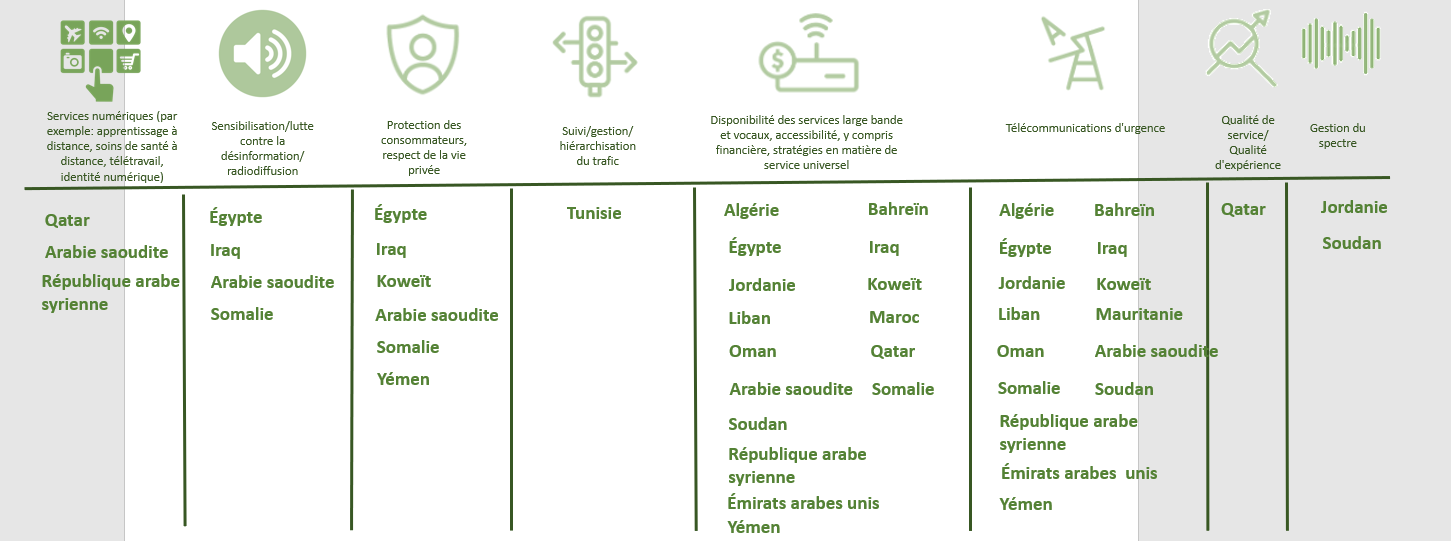 Services numériques (par
exemple: apprentissage à
distance, soins de santé à
distance, télétravail,
identité numérique)
Sensibilisation/lutte
contre la
désinformation/
radiodiffusion
Protection des
consommateurs,
respect de la vie
privée
Suivi/gestion/
hiérarchisation
du trafic
Disponibilité des services large bande
et vocaux, accessibilité, y compris
financière, stratégies en matière de
service universel
Télécommunications d'urgence
Qualité de
service/
Qualité
d'expérience
Gestion du
spectre
Qatar
Arabie saoudite
République arabe
syrienne
Égypte
Iraq
Arabie saoudite
Somalie
Égypte
Iraq
Koweït
Arabie saoudite
Somalie
Yémen
Tunisie
Algérie Bahreïn
Égypte Iraq
Jordanie Koweït
Liban Maroc
Oman Qatar
Arabie saoudite Somalie
Soudan
République arabe
syrienne
Émirats arabes unis
Yémen
Algérie Bahreïn
Égypte Iraq
Jordanie Koweït
Liban Mauritanie
Oman Arabie saoudite
Somalie Soudan
République arabe
syrienne
Émirats arabes unis
Yémen
Qatar
Jordanie
Soudan